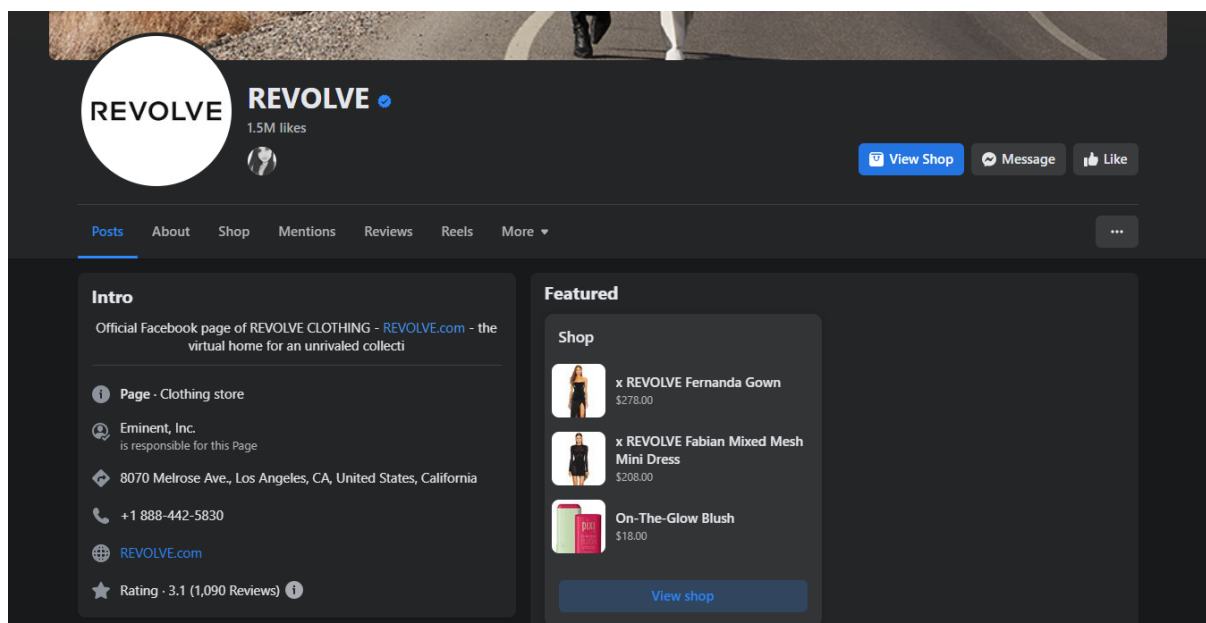 REVOLVE
REVOLVE
1.5M likes
View Shop
Message
Like
Posts
About
Shop
Mentions
Reviews
Reels
More
Intro
Official Facebook page of REVOLVE CLOTHING - REVOLVE.com - the
virtual home for an unrivaled collecti
Page · Clothing store
Eminent, Inc.
is responsible for this Page
8070 Melrose Ave., Los Angeles, CA, United States, California
+1 888-442-5830
REVOLVE.com
Rating · 3.1 (1,090 Reviews)
Featured
Shop
x REVOLVE Fernanda Gown
$278.00
x REVOLVE Fabian Mixed Mesh
Mini Dress
$208.00
pixi
On-The-Glow Blush
$18.00
View shop